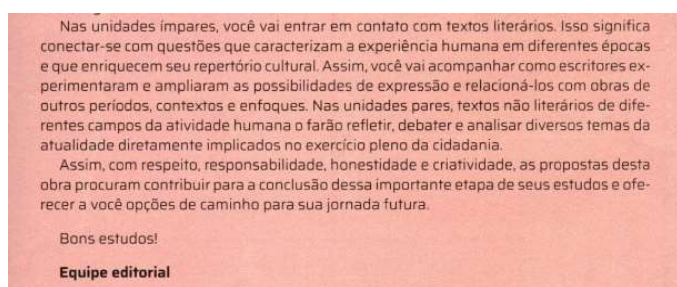 Nas unidades ímpares, você vai entrar em contato com textos literários. Isso significa
conectar-se com questões que caracterizam a experiência humana em diferentes épocas
e que enriquecem seu repertório cultural. Assim, você vai acompanhar como escritores ex-
perimentaram e ampliaram as possibilidades de expressão e relacioná-los com obras de
outros períodos, contextos e enfoques. Nas unidades pares, textos não literários de dife-
rentes campos da atividade humana o farão refletir, debater e analisar diversos temas da
atualidade diretamente implicados no exercício pleno da cidadania.
Assim, com respeito, responsabilidade, honestidade e criatividade, as propostas desta
obra procuram contribuir para a conclusão dessa importante etapa de seus estudos e ofe-
recer a você opções de caminho para sua jornada futura.
Bons estudos!
Equipe editorial